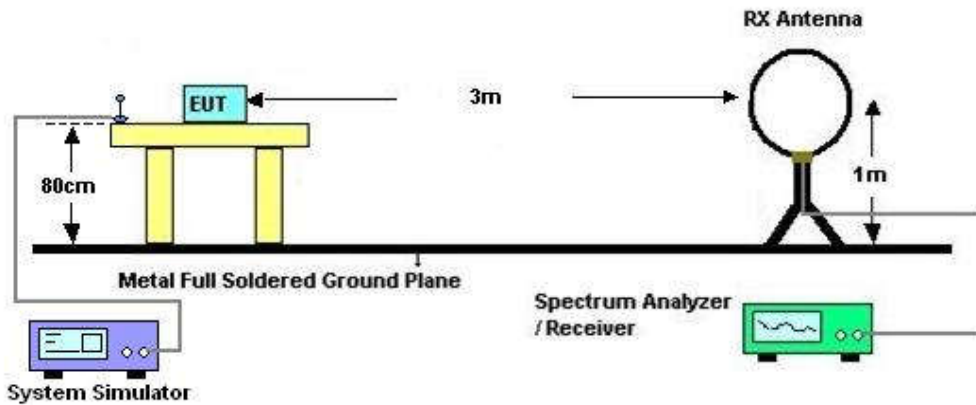 RX Antenna
EUT
3m
80cm
1m
Metal Full Soldered Ground Plane
Spectrum Analyzer
/ Receiver
System Simulator